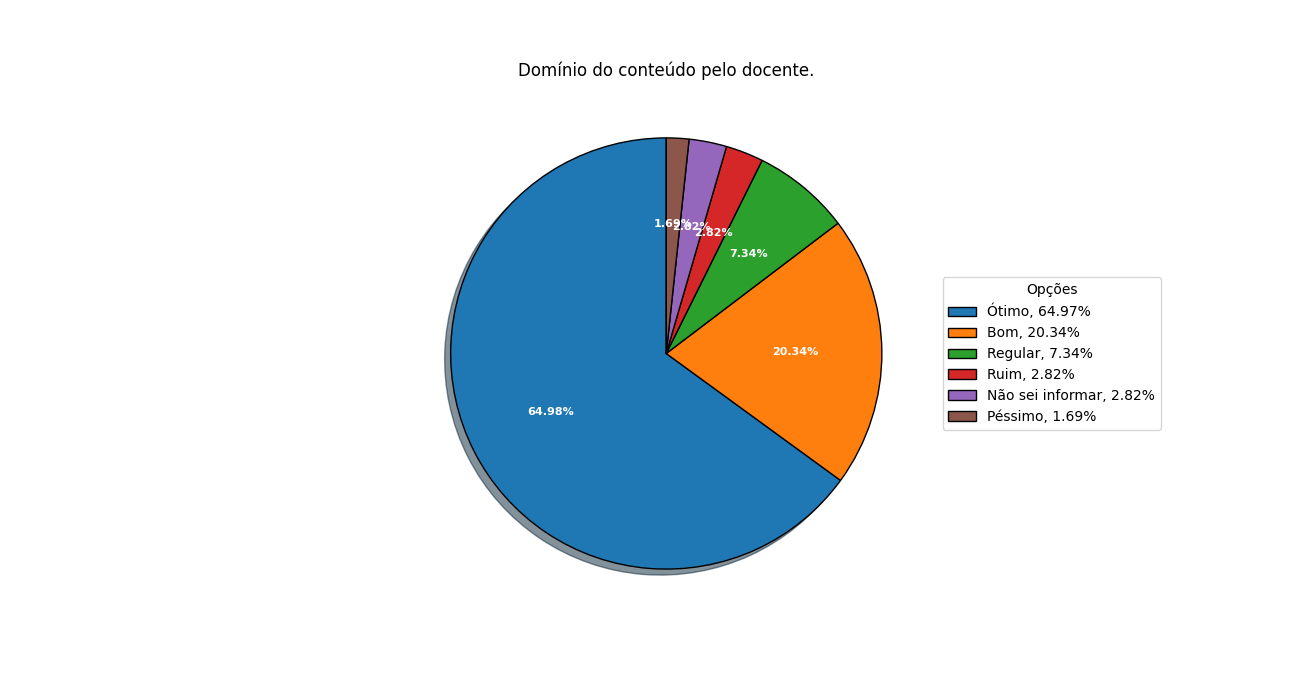 Domínio do conteúdo pelo docente.
1.69%
2.82%
2.82%
7.34%
20.34%
64.98%
Opções
Ótimo, 64.97%
Bom, 20.34%
Regular, 7.34%
Ruim, 2.82%
Não sei informar, 2.82%
Péssimo, 1.69%